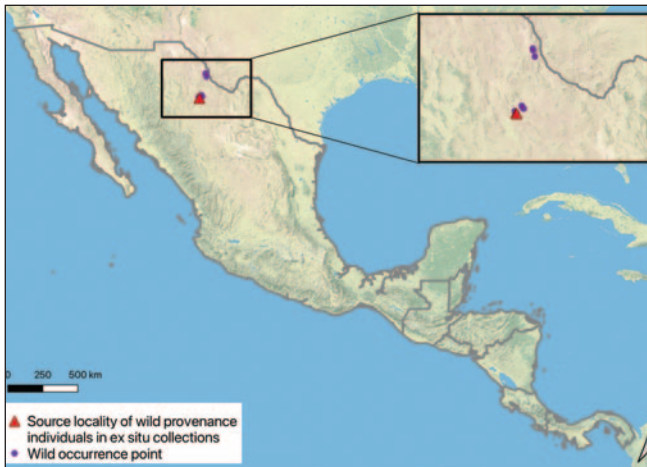 0 250 500 km
Source locality of wild provenance
individuals in ex situ collections
Wild occurrence point